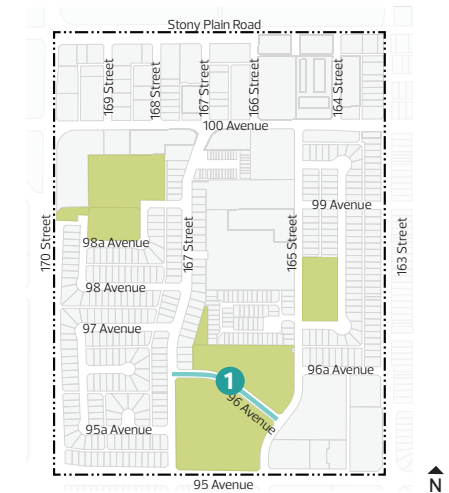 Stony Plain Road
169 Street
168 Street
167 Street
166 Street
164 Street
100 Avenue
99 Avenue
170 Street
98a Avenue
167 Street
165 Street
163 Street
98 Avenue
97 Avenue
96a Avenue
1
96 Avenue
95a Avenue
95 Avenue
N